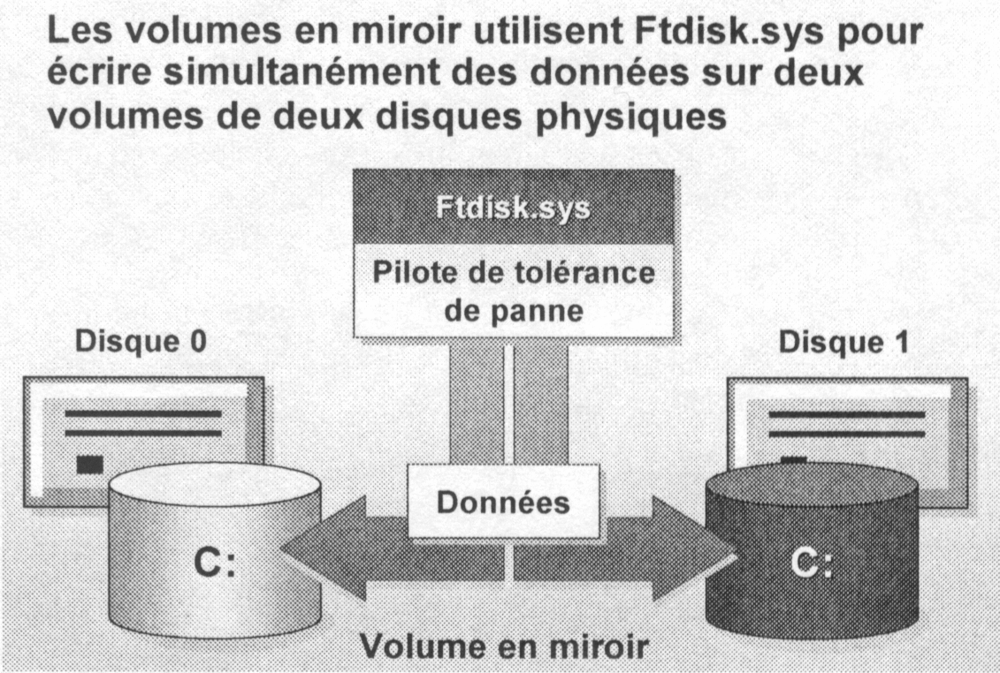 Les volumes en miroir utilisent Ftdisk.sys pour
écrire simultanément des données sur deux
volumes de deux disques physiques
Ftdisk.sys
Pilote de tolérance
de panne
Disque 0
Disque 1
Données
C:
C:
Volume en miroir